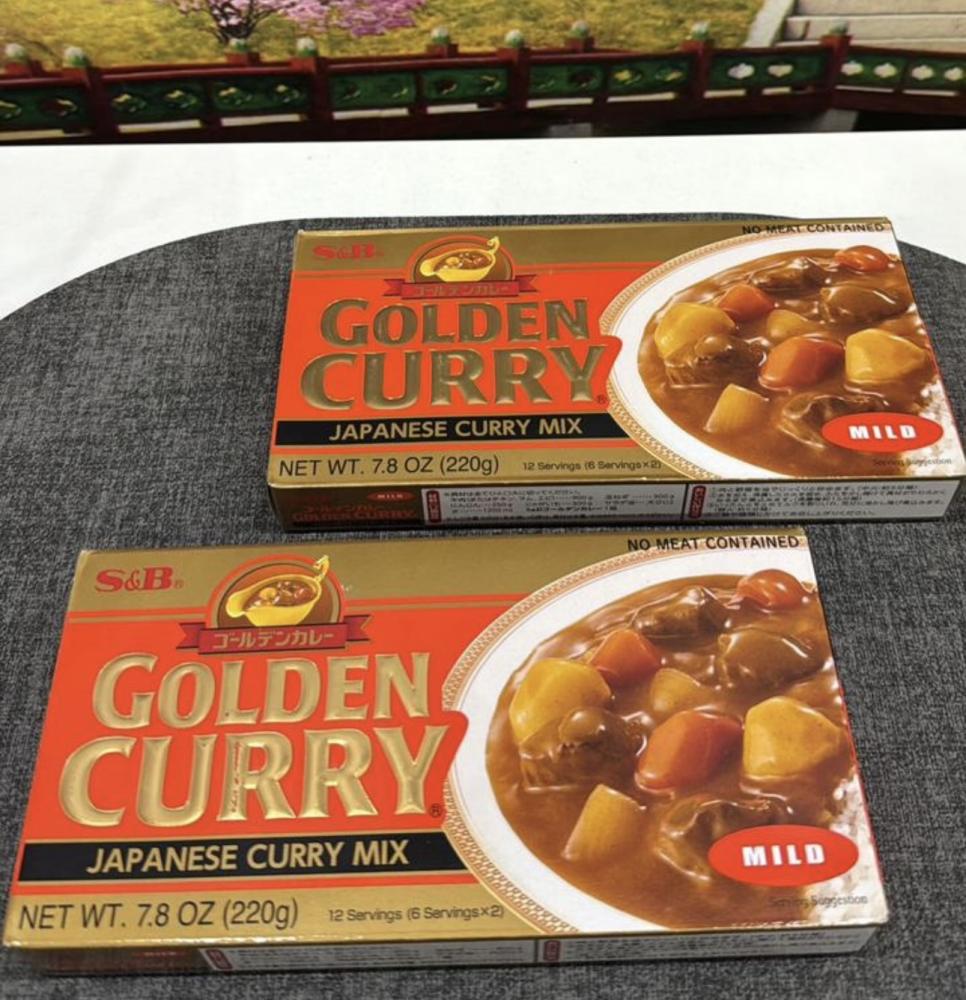 NO MEAT CONTAINED
S&B®
ゴールデンカレー
GOLDEN
CURRY®
JAPANESE CURRY MIX
MILD
NET WT. 7.8 OZ (220g)
12 Servings (6 Servings×2)
Serving Suggestion
MILD
GOLDEN CURRY
NO MEAT CONTAINED
S&B®
ゴールデンカレー
GOLDEN
CURRY®
JAPANESE CURRY MIX
MILD
NET WT. 7.8 OZ (220g)
12 Servings (6 Servings×2)
Serving Suggestion